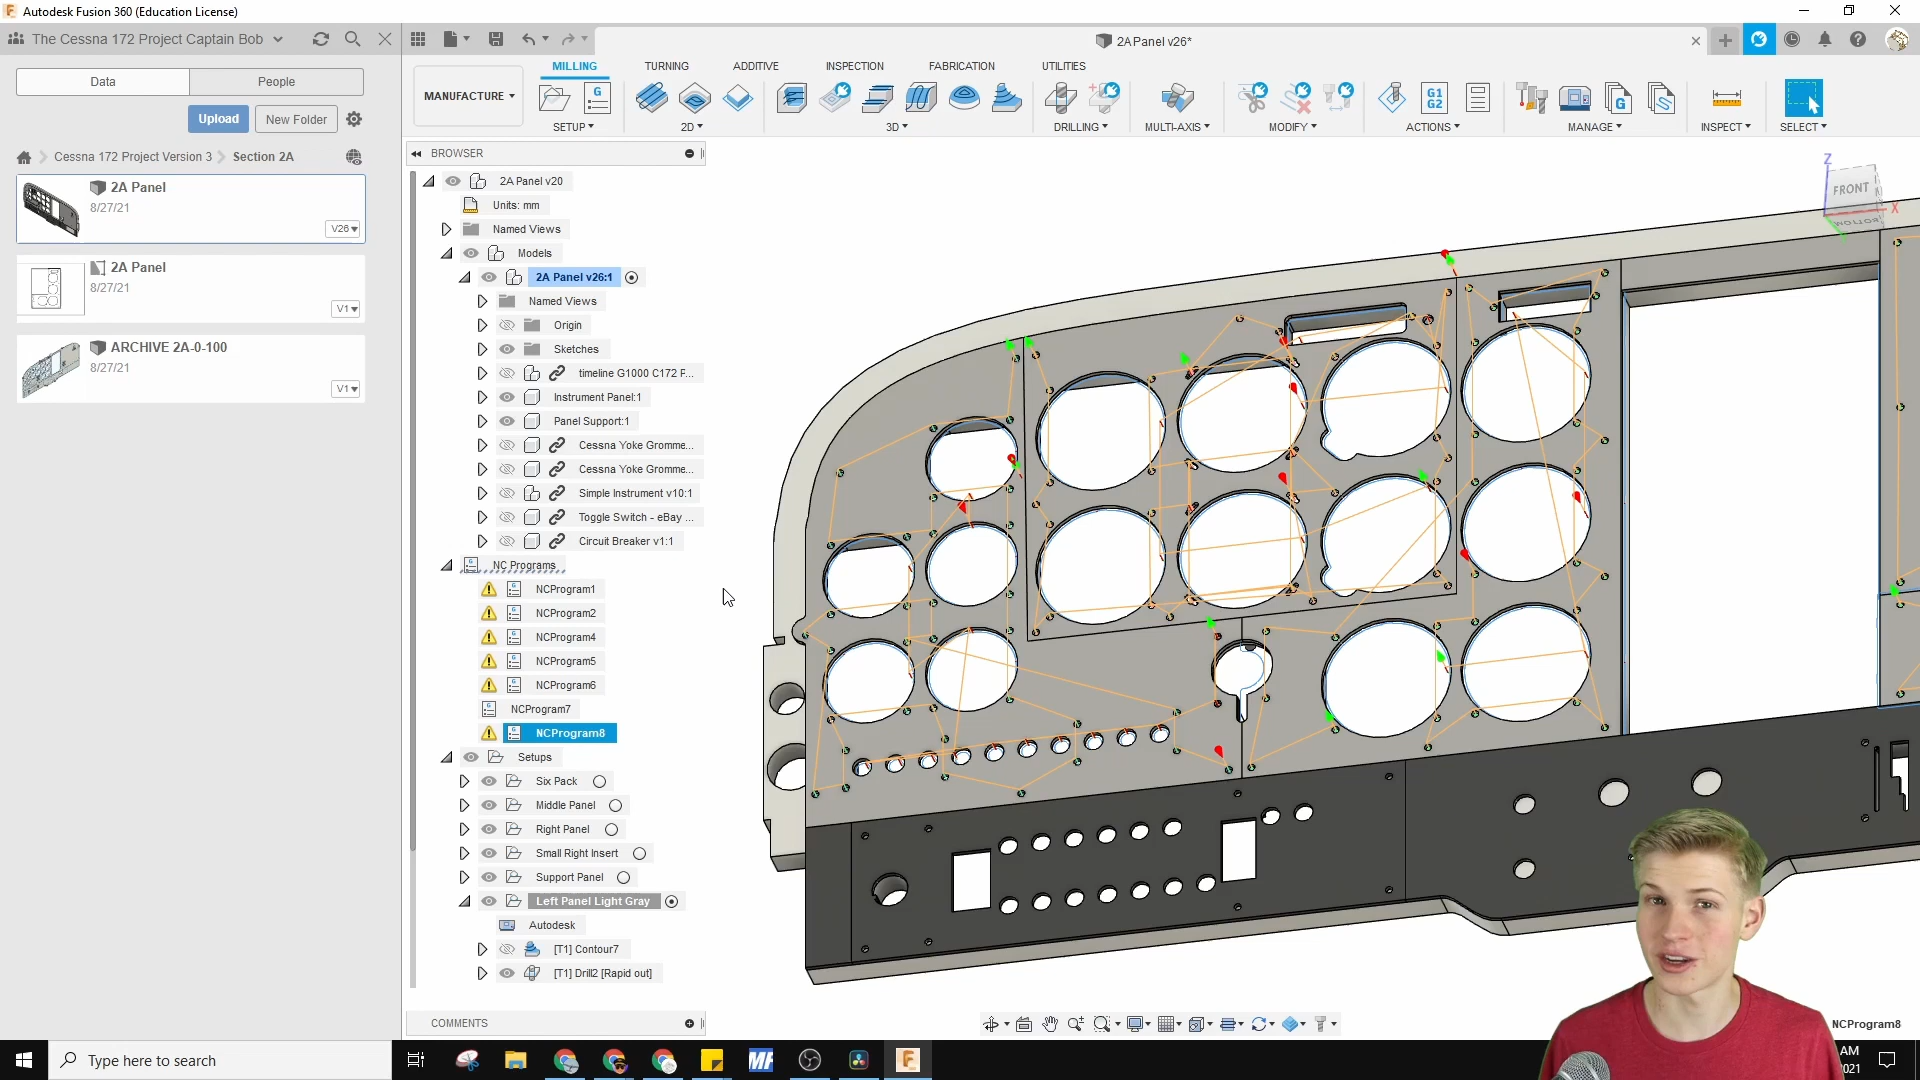 Autodesk Fusion 360 (Education License)
The Cessna 172 Project Captain Bob
2A Panel v26*
Data
People
Upload
New Folder
Cessna 172 Project Version 3
Section 2A
2A Panel
8/27/21
V26
2A Panel
8/27/21
V1
ARCHIVE 2A-0-100
8/27/21
V1
MANUFACTURE
MILLING
TURNING
ADDITIVE
INSPECTION
FABRICATION
UTILITIES
G1
G2
SETUP
2D
3D
DRILLING
MULTI-AXIS
MODIFY
ACTIONS
MANAGE
INSPECT
SELECT
BROWSER
2A Panel v20
Units: mm
Named Views
Models
2A Panel v26:1
Named Views
Origin
Sketches
timeline G1000 C172 F...
Instrument Panel:1
Panel Support:1
Cessna Yoke Gromme...
Cessna Yoke Gromme...
Simple Instrument v10:1
Toggle Switch - eBay ...
Circuit Breaker v1:1
NC Programs
NCProgram1
NCProgram2
NCProgram4
NCProgram5
NCProgram6
NCProgram7
NCProgram8
Setups
Six Pack
Middle Panel
Right Panel
Small Right Insert
Support Panel
Left Panel Light Gray
Autodesk
[T1] Contour7
[T1] Drill2 [Rapid out]
COMMENTS
Z
FRONT
X
NCProgram8
Type here to search
MF
F
AM
2021